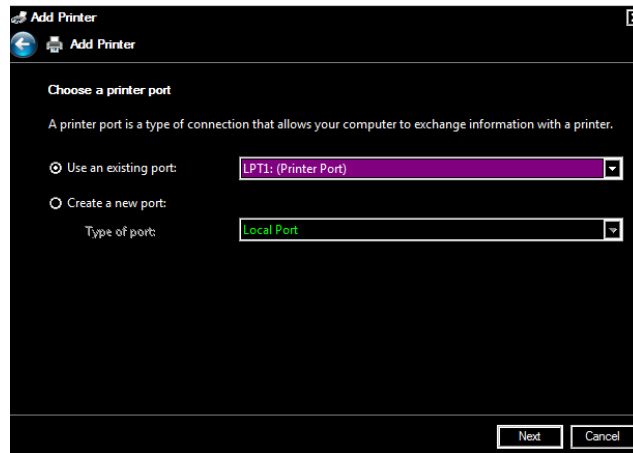 Add Printer
Add Printer
Choose a printer port
A printer port is a type of connection that allows your computer to exchange information with a printer.
Use an existing port: LPT1: (Printer Port)
Create a new port:
Type of port: Local Port
Next Cancel